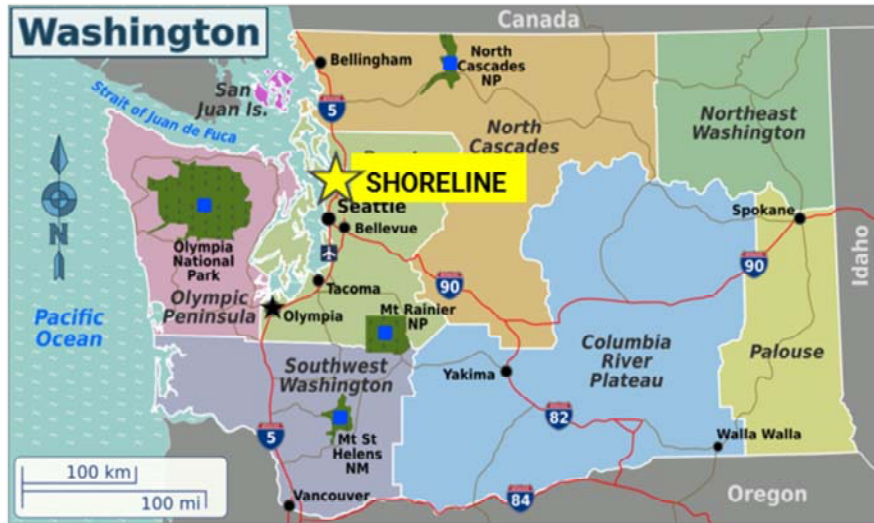 Washington
Canada
Bellingham
North
Cascades
NP
San
Juan Is.
Strait of Juan de Fuca
5
North
Cascades
Northeast
Washington
SHORELINE
Seattle
Bellevue
Spokane
Idaho
N
Olympia
National
Park
Olympic
Peninsula
Tacoma
Olympia
Mt Rainier
NP
90
90
Pacific
Ocean
Southwest
Washington
Yakima
Columbia
River
Plateau
Palouse
82
5
Mt St
Helens
NM
Walla Walla
100 km
100 mi
Vancouver
84
Oregon